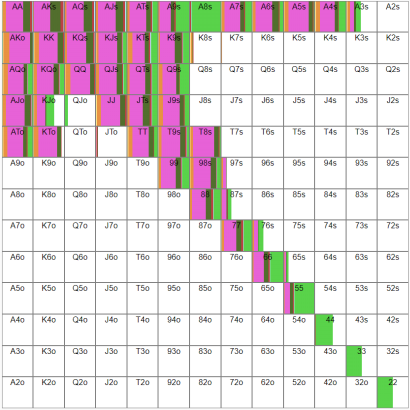 AA AKs AQs AJs ATs A9s A8s A7s A6s A5s A4s A3s A2s
AKo KK KQs KJs KTs K9s K8s K7s K6s K5s K4s K3s K2s
AQo KQo QQ QJs QTs Q9s Q8s Q7s Q6s Q5s Q4s Q3s Q2s
AJo KJo QJo JJ JTs J9s J8s J7s J6s J5s J4s J3s J2s
ATo KTo QTo JTo TT T9s T8s T7s T6s T5s T4s T3s T2s
A9o K9o Q9o J9o T9o 99 98s 97s 96s 95s 94s 93s 92s
A8o K8o Q8o J8o T8o 98o 88 87s 86s 85s 84s 83s 82s
A7o K7o Q7o J7o T7o 97o 87o 77 76s 75s 74s 73s 72s
A6o K6o Q6o J6o T6o 96o 86o 76o 66 65s 64s 63s 62s
A5o K5o Q5o J5o T5o 95o 85o 75o 65o 55 54s 53s 52s
A4o K4o Q4o J4o T4o 94o 84o 74o 64o 54o 44 43s 42s
A3o K3o Q3o J3o T3o 93o 83o 73o 63o 53o 43o 33 32s
A2o K2o Q2o J2o T2o 92o 82o 72o 62o 52o 42o 32o 22